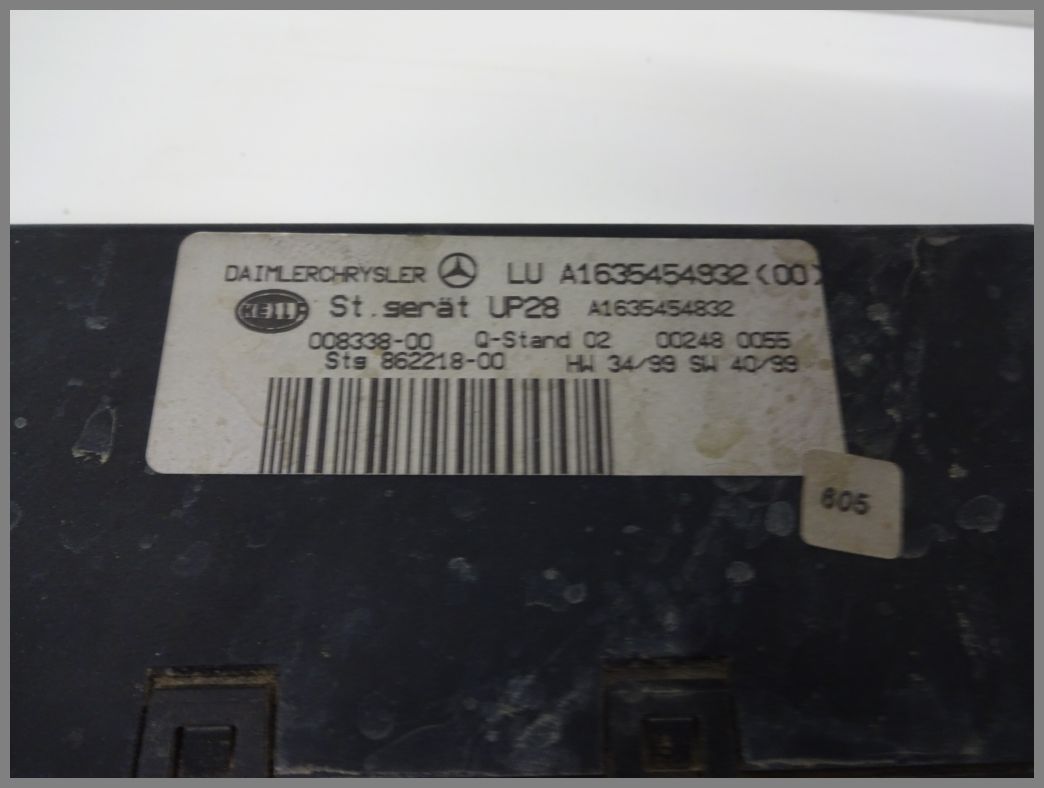 DAIMLERCHRYSLER LU A1635454932(00)
HELLA St.gerät UP28 A1635454832
008338-00 Q-Stand 02 00248 0055
Stg 862218-00 HW 34/99 SW 40/99
605